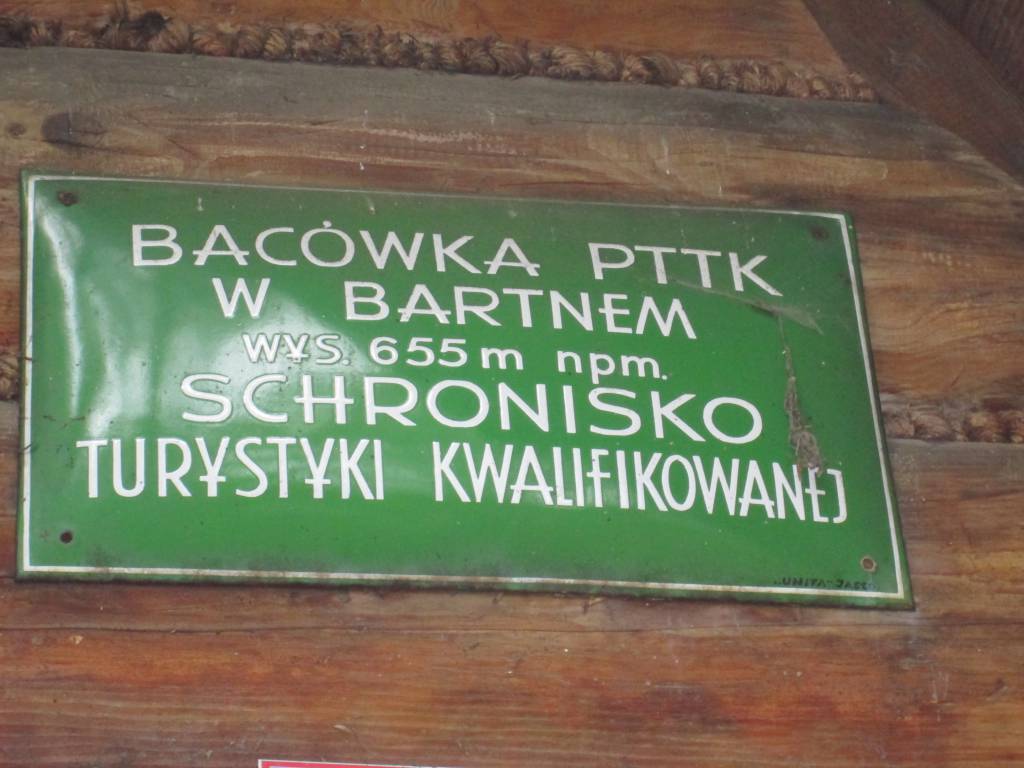 BACÓWKA PTTK
W BARTNEM
WYS. 655 m npm.
SCHRONISKO
TURYSTYKI KWALIFIKOWANEJ